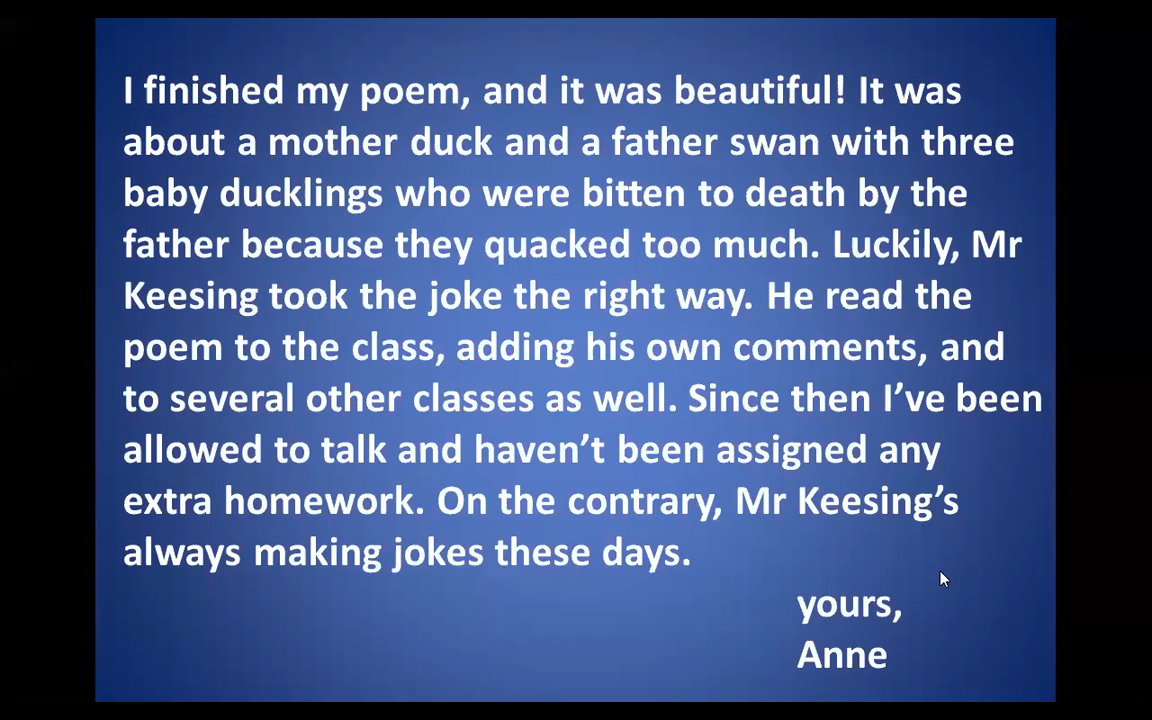 I finished my poem, and it was beautiful! It was
about a mother duck and a father swan with three
baby ducklings who were bitten to death by the
father because they quacked too much. Luckily, Mr
Keesing took the joke the right way. He read the
poem to the class, adding his own comments, and
to several other classes as well. Since then I’ve been
allowed to talk and haven’t been assigned any
extra homework. On the contrary, Mr Keesing’s
always making jokes these days.
yours,
Anne